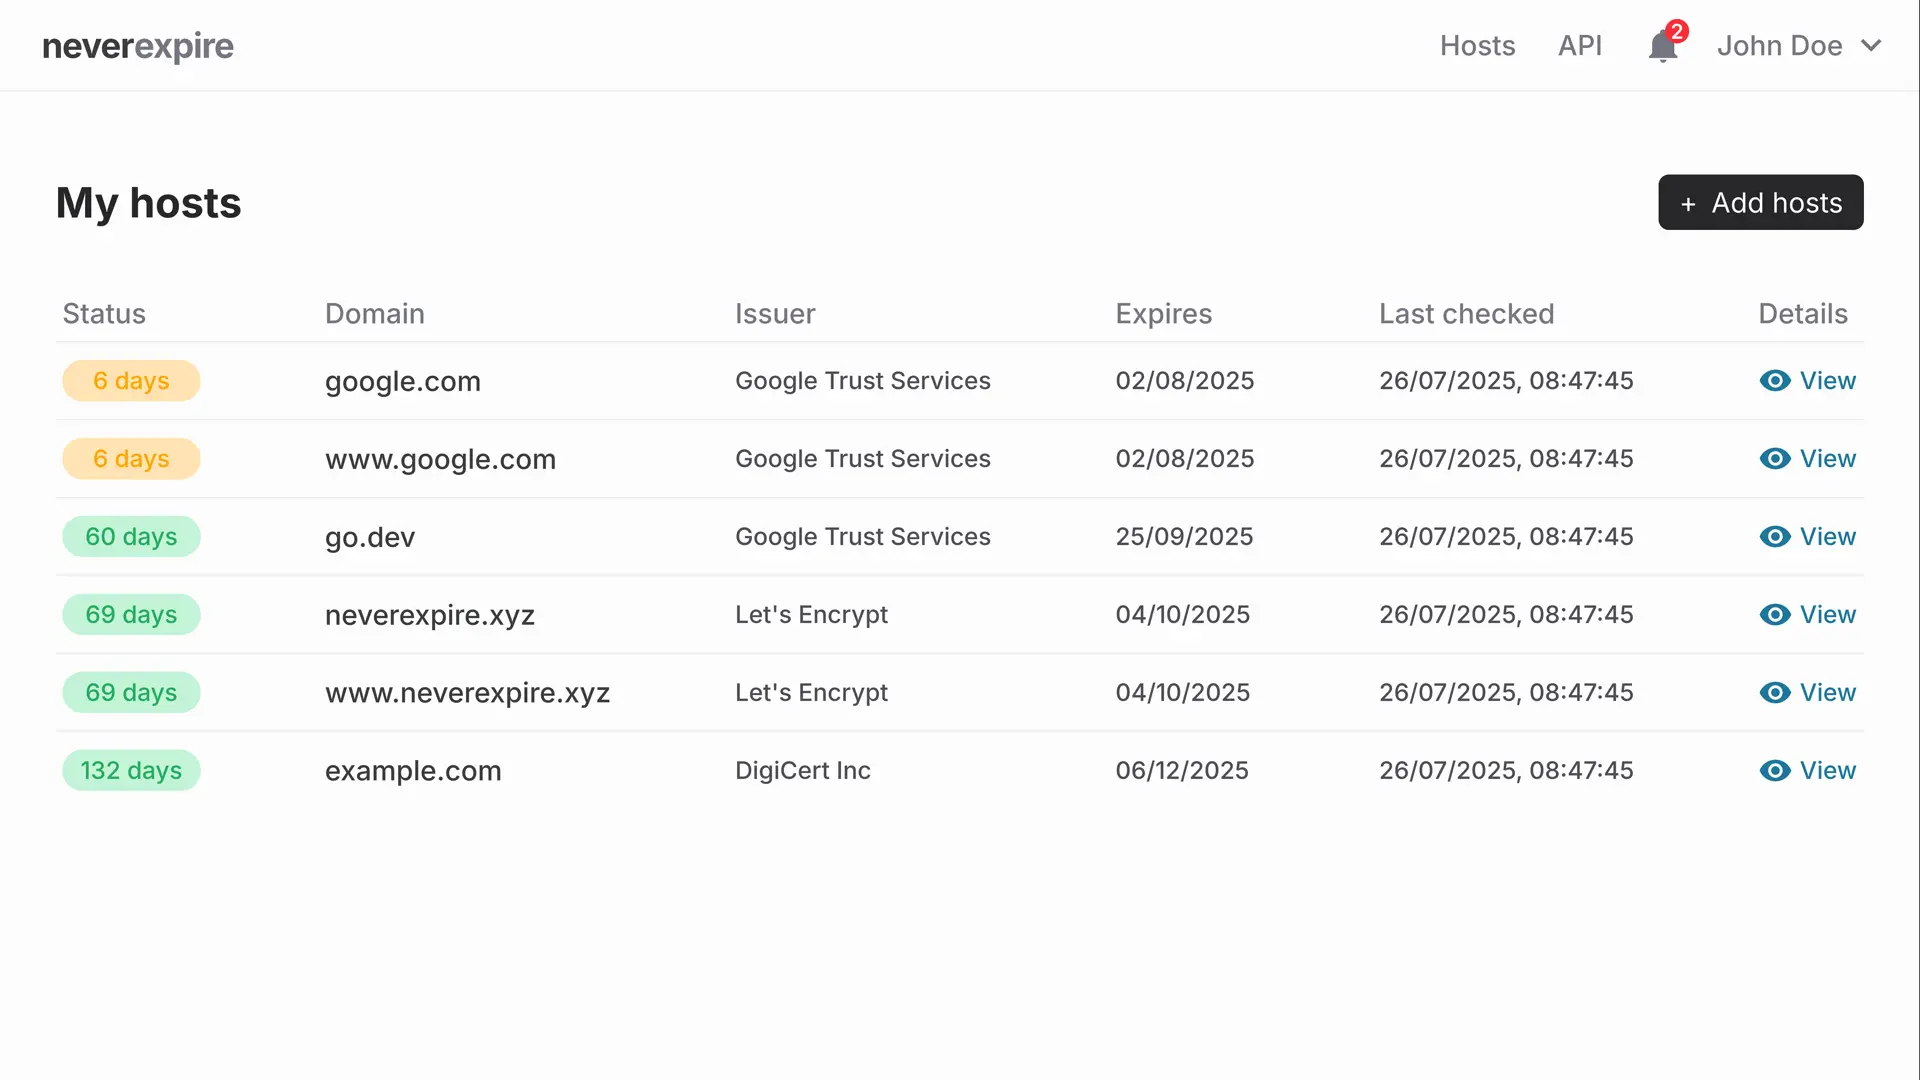 neverexpire Hosts API 2 John Doe
My hosts + Add hosts
Status Domain Issuer Expires Last checked Details
6 days google.com Google Trust Services 02/08/2025 26/07/2025, 08:47:45 View
6 days www.google.com Google Trust Services 02/08/2025 26/07/2025, 08:47:45 View
60 days go.dev Google Trust Services 25/09/2025 26/07/2025, 08:47:45 View
69 days neverexpire.xyz Let's Encrypt 04/10/2025 26/07/2025, 08:47:45 View
69 days www.neverexpire.xyz Let's Encrypt 04/10/2025 26/07/2025, 08:47:45 View
132 days example.com DigiCert Inc 06/12/2025 26/07/2025, 08:47:45 View